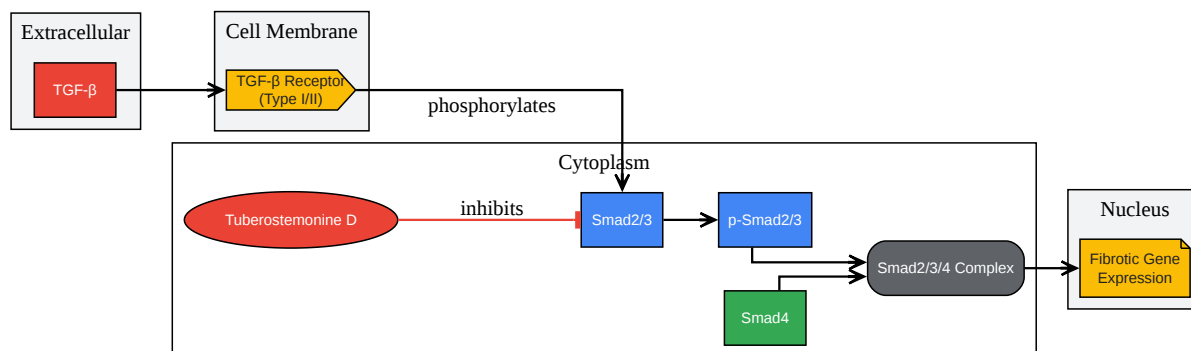 Extracellular
TGF-β
Cell Membrane
TGF-β Receptor
(Type I/II)
phosphorylates
Cytoplasm
Tuberostemonine D
inhibits
Smad2/3
p-Smad2/3
Smad4
Smad2/3/4 Complex
Nucleus
Fibrotic Gene
Expression